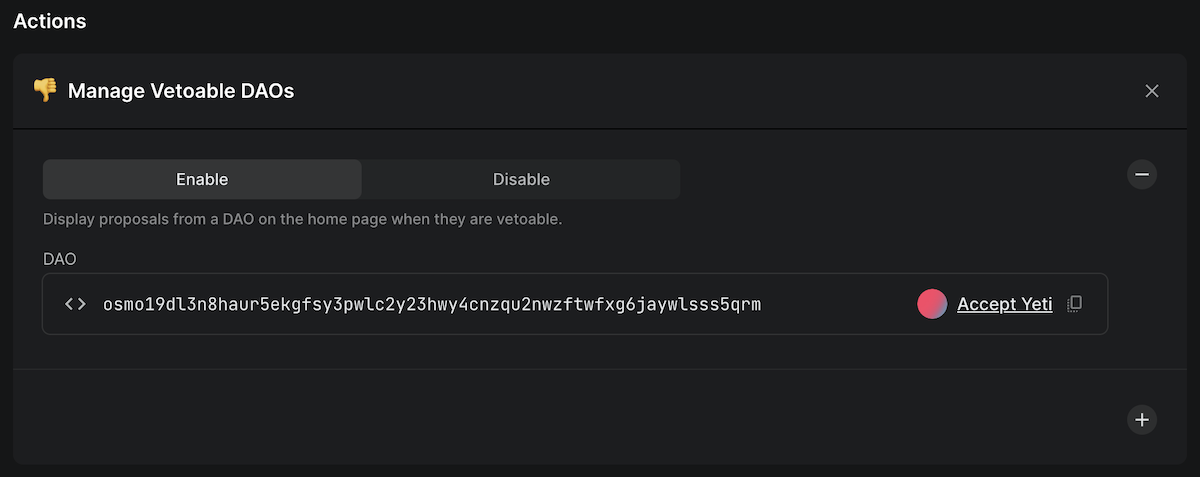 Actions
Manage Vetoable DAOs
Enable
Disable
Display proposals from a DAO on the home page when they are vetoable.
DAO
osmo19dl3n8haur5ekgfsy3pwlc2y23hwy4cnzqu2nwzftwfxg6jaywlsss5qrm
Accept Yeti